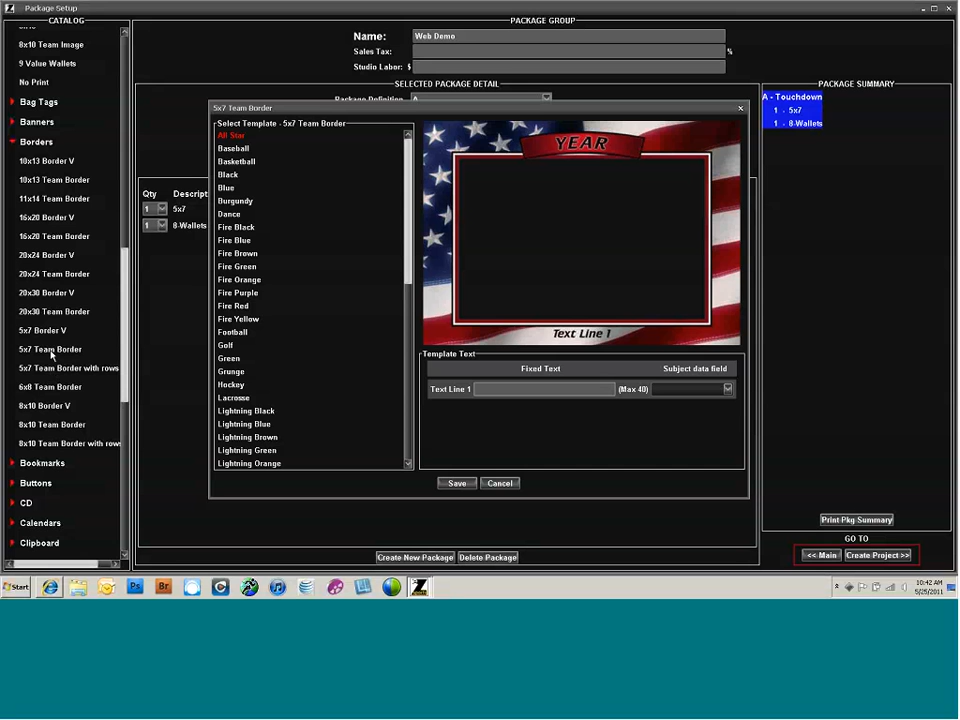 Package Setup
CATALOG
8x10 Team Image
9 Value Wallets
No Print
Bag Tags
Banners
Borders
10x13 Border V
10x13 Team Border
11x14 Team Border
16x20 Border V
16x20 Team Border
20x24 Border V
20x24 Team Border
20x30 Border V
20x30 Team Border
5x7 Border V
5x7 Team Border
5x7 Team Border with rows
6x8 Team Border
8x10 Border V
8x10 Team Border
8x10 Team Border with rows
Bookmarks
Buttons
CD
Calendars
Clipboard
PACKAGE GROUP
Name: Web Demo
Sales Tax: %
Studio Labor: $
SELECTED PACKAGE DETAIL
Package Definition A
Qty Descript
1 5x7
1 8-Wallets
5x7 Team Border
Select Template - 5x7 Team Border
All Star
Baseball
Basketball
Black
Blue
Burgundy
Dance
Fire Black
Fire Blue
Fire Brown
Fire Green
Fire Orange
Fire Purple
Fire Red
Fire Yellow
Football
Golf
Green
Grunge
Hockey
Lacrosse
Lightning Black
Lightning Blue
Lightning Brown
Lightning Green
Lightning Orange
YEAR
Text Line 1
Template Text
Fixed Text Subject data field
Text Line 1 (Max 40)
Save Cancel
Create New Package Delete Package
PACKAGE SUMMARY
A - Touchdown
1 - 5x7
1 - 8-Wallets
Print Pkg Summary
GO TO
<< Main Create Project >>
Start
Ps
Br
10:42 AM
5/25/2011